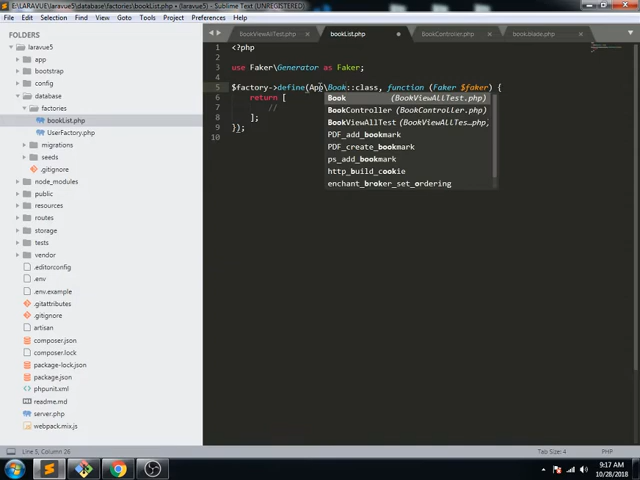 E:\LARAVUE\laravue5\database\factories\bookList.php • (laravue5) - Sublime Text (UNREGISTERED)
File Edit Selection Find View Goto Tools Project Preferences Help
FOLDERS
laravue5
app
bootstrap
config
database
factories
bookList.php
UserFactory.php
migrations
seeds
.gitignore
node_modules
public
resources
routes
storage
tests
vendor
.editorconfig
.env
.env.example
.gitattributes
.gitignore
artisan
composer.json
composer.lock
package-lock.json
package.json
phpunit.xml
readme.md
server.php
webpack.mix.js
BookViewAllTest.php
bookList.php
BookController.php
book.blade.php
1 <?php
2
3 use Faker\Generator as Faker;
4
5 $factory->define(App\Book::class, function (Faker $faker) {
6 return [
7 //
8 ];
9 });
10
Book (BookViewAllTest.php)
BookController (BookController.php)
BookViewAllTest (BookViewAllTes…php,
PDF_add_bookmark
PDF_create_bookmark
ps_add_bookmark
http_build_cookie
enchant_broker_set_ordering
Line 5, Column 26
Tab Size: 4
PHP
9:17 AM
10/28/2018